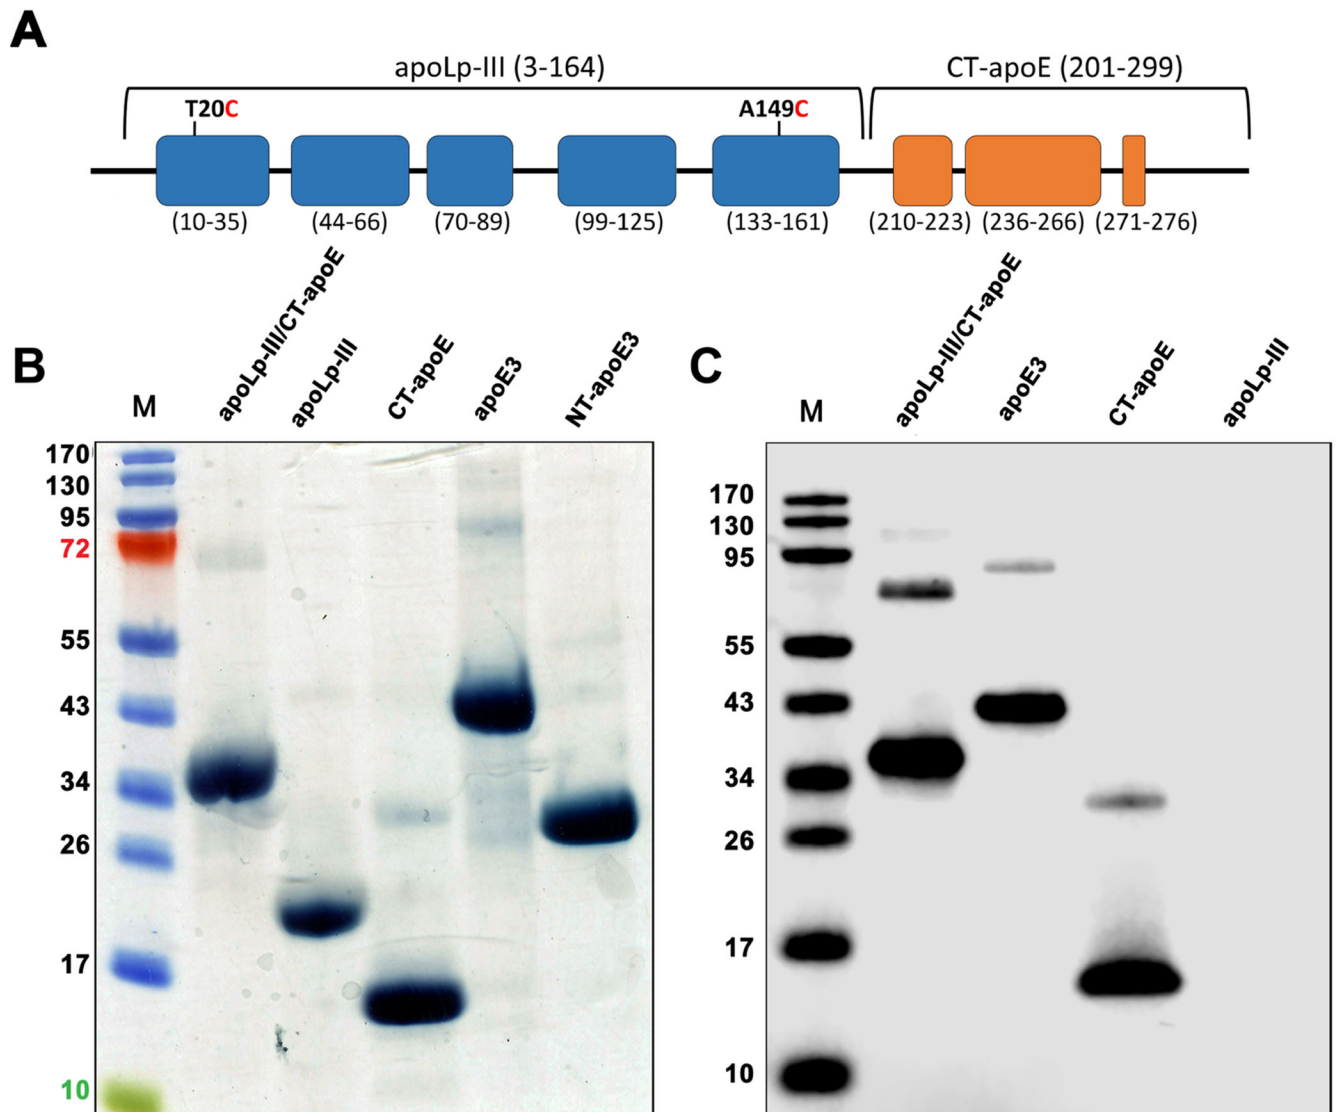 A
apoLp-III (3-164) CT-apoE (201-299)
T20C A149C
(10-35) (44-66) (70-89) (99-125) (133-161) (210-223) (236-266) (271-276)
B
M apoLp-III/CT-apoE apoLp-III CT-apoE apoE3 NT-apoE3
170
130
95
72
55
43
34
26
17
10
C
M apoLp-III/CT-apoE apoE3 CT-apoE apoLp-III
170
130
95
55
43
34
26
17
10